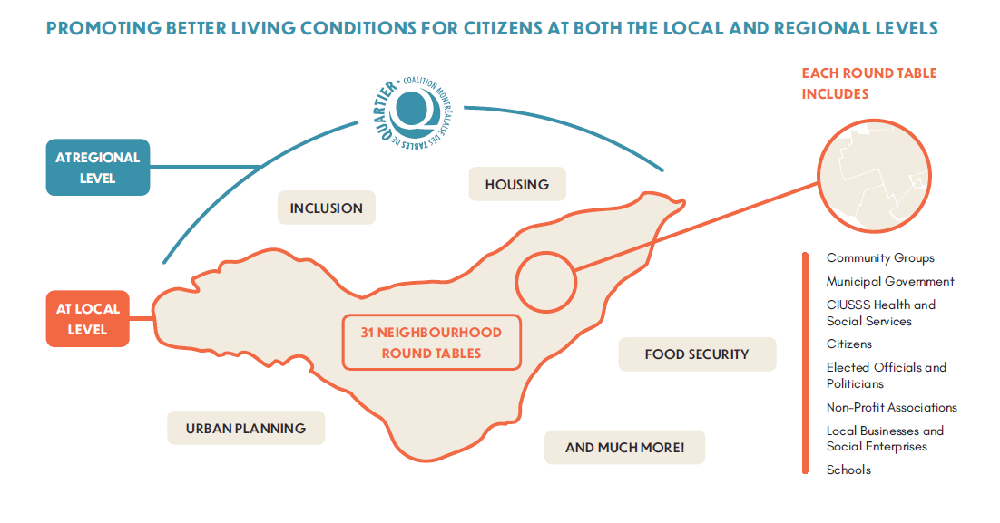 PROMOTING BETTER LIVING CONDITIONS FOR CITIZENS AT BOTH THE LOCAL AND REGIONAL LEVELS
EACH ROUND TABLE
INCLUDES
COALITION MONTRÉALAISE DES TABLES DE QUARTIER •
ATREGIONAL
LEVEL
HOUSING
INCLUSION
AT LOCAL
LEVEL
31 NEIGHBOURHOOD
ROUND TABLES
FOOD SECURITY
URBAN PLANNING
AND MUCH MORE!
Community Groups
Municipal Government
CIUSSS Health and
Social Services
Citizens
Elected Officials and
Politicians
Non-Profit Associations
Local Businesses and
Social Enterprises
Schools